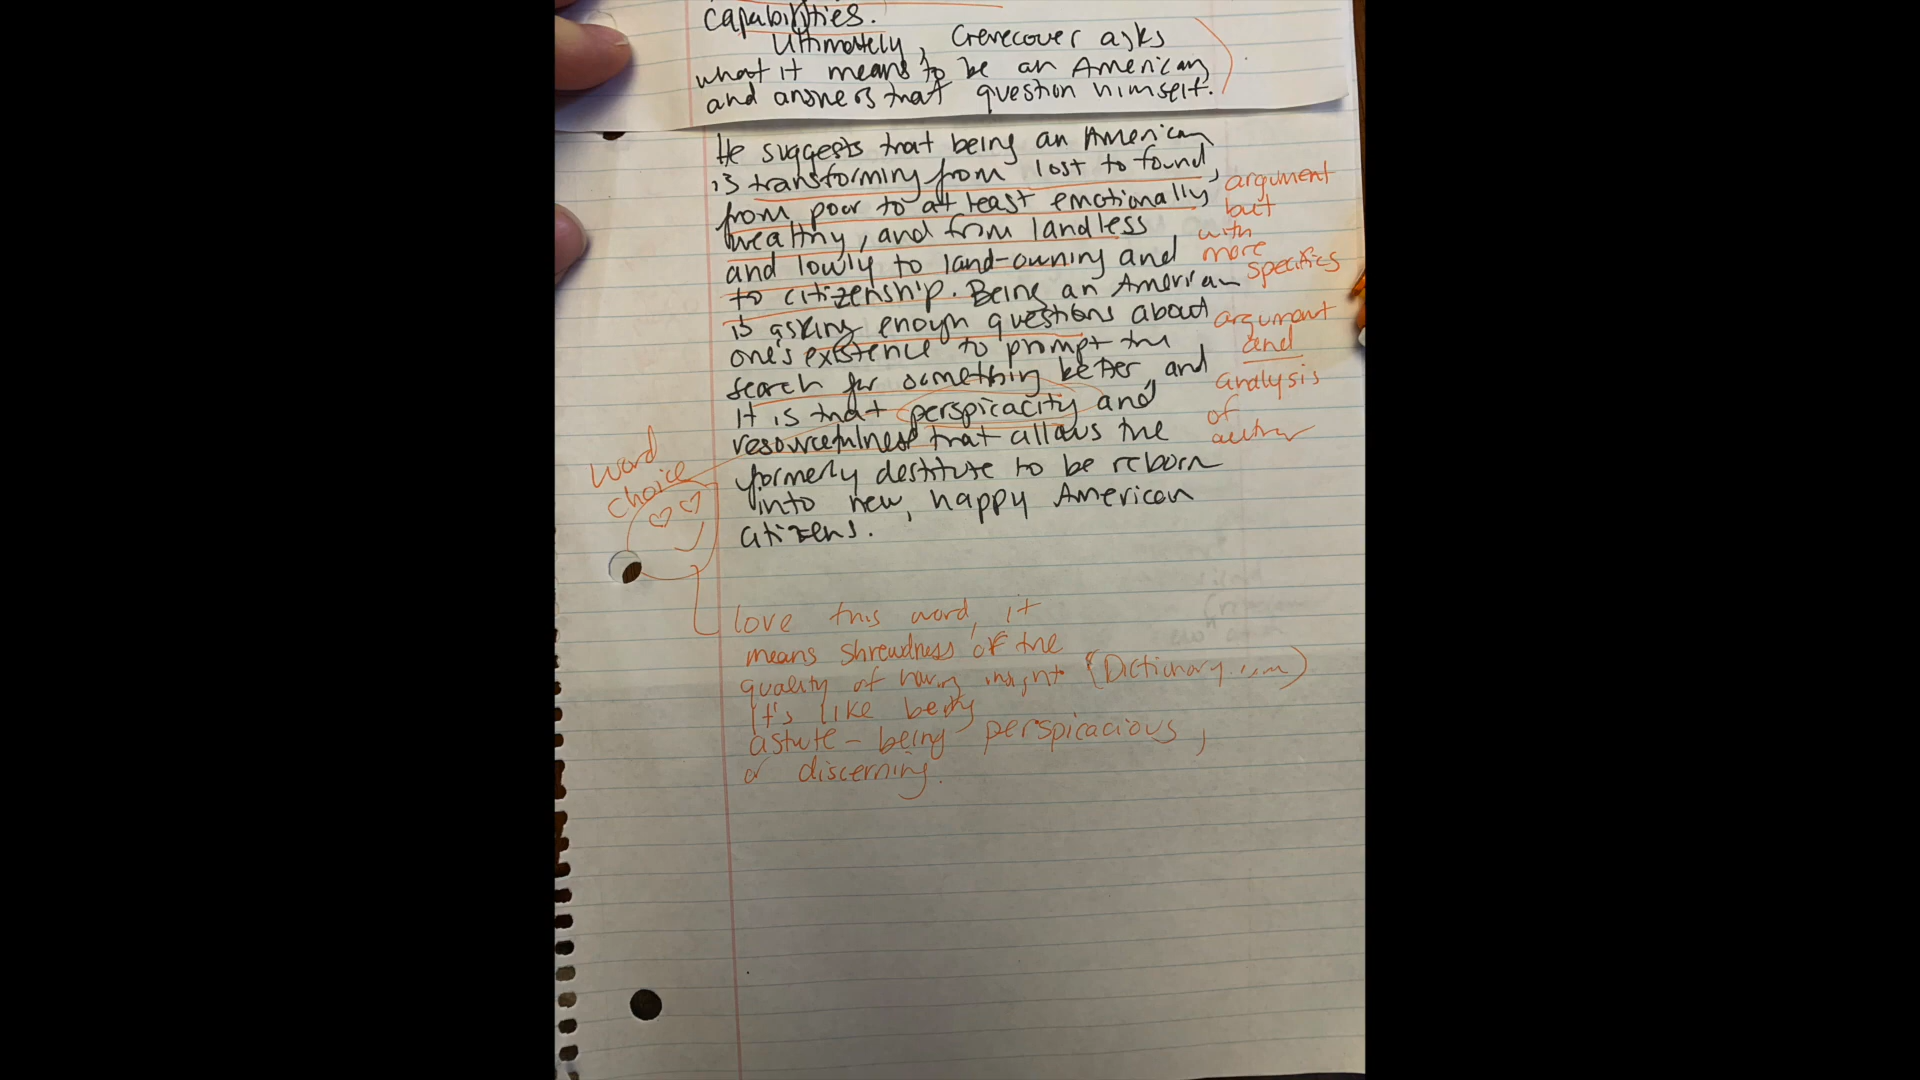 capabilities.
Ultimately, Crevecouer asks
what it means to be an American
and answers that question himself.
He suggests that being an American
is transforming from lost to found,
from poor to at least emotionally
wealthy, and from landless
and lowly to land-owning and
to citizenship. Being an American
is asking enough questions about
one's existence to prompt the
search for something better, and
it is that perspicacity and
resourcefulness that allows the
formerly destitute to be reborn
into new, happy American
citizens.
argument
but
with
more
specifics
argument
and
analysis
of
author
word
choice
love this word, it
means shrewdness or the
quality of having insight (Dictionary.com)
It's like being
astute - being perspicacious,
or discerning.